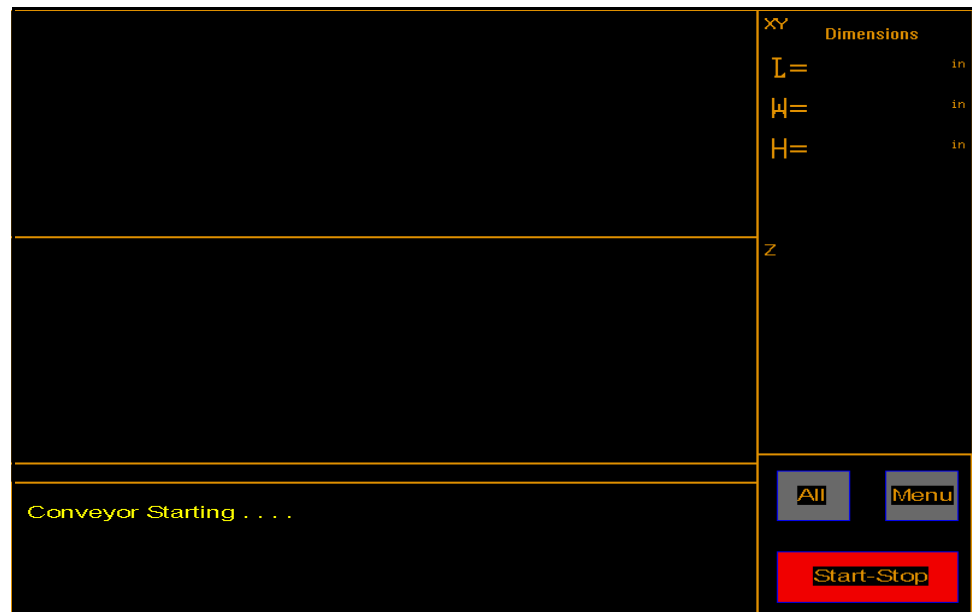 XY
Dimensions
L= in
W= in
H= in
Z
Conveyor Starting . . . .
All
Menu
Start-Stop